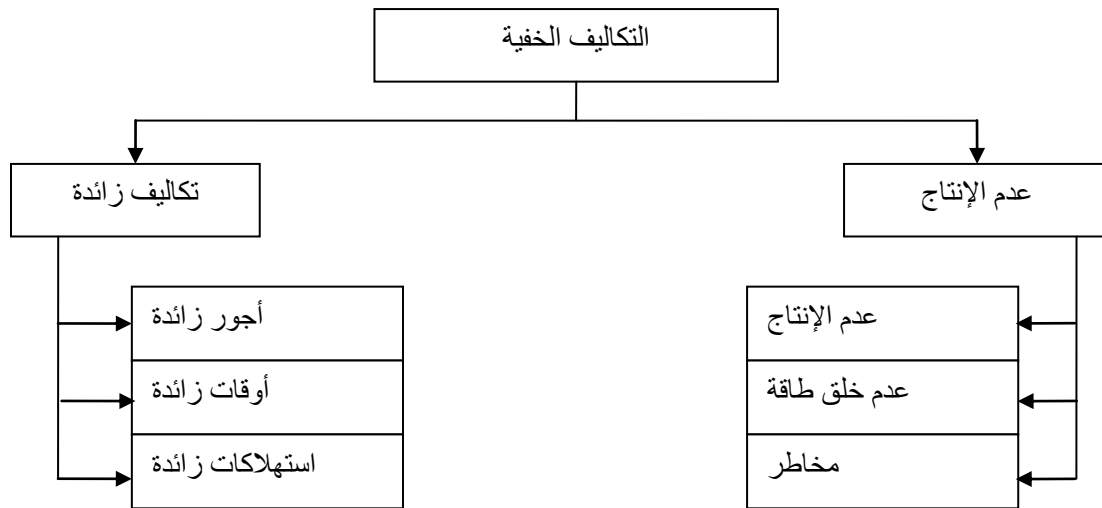 التكاليف الخفية
عدم الإنتاج
تكاليف زائدة
عدم الإنتاج
عدم خلق طاقة
مخاطر
أجور زائدة
أوقات زائدة
استهلاكات زائدة